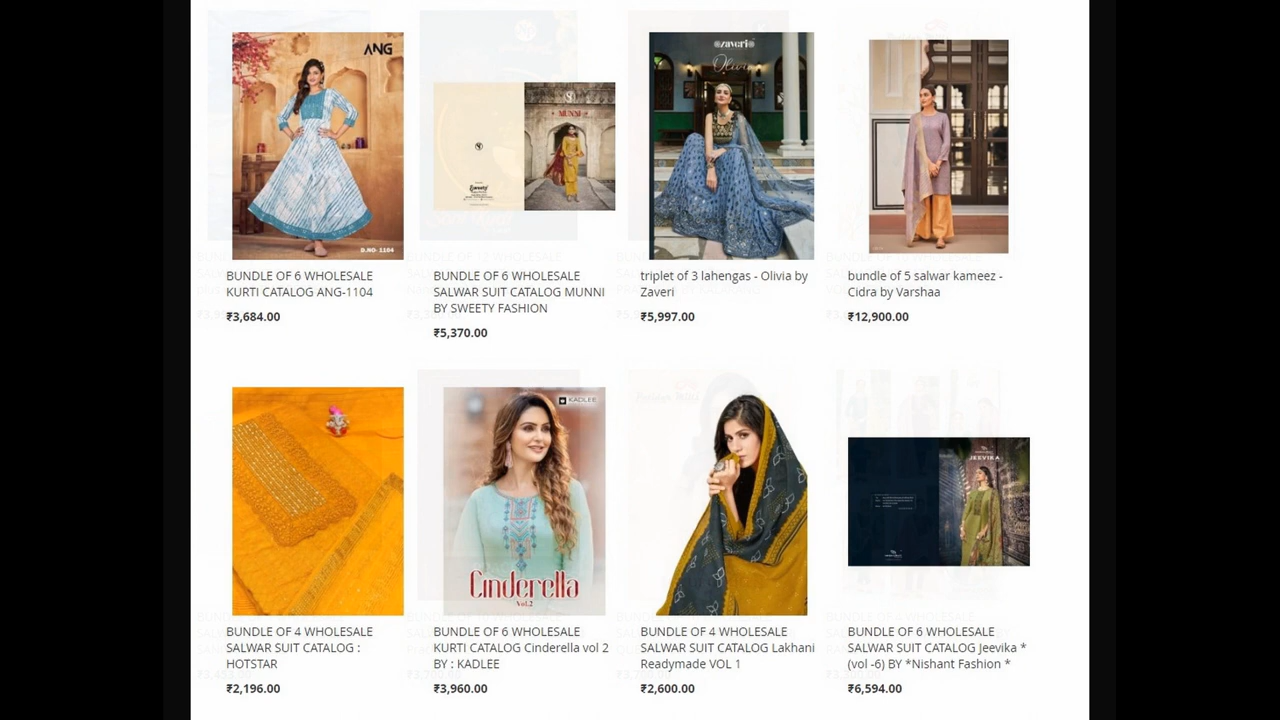 ANG
D.NO- 1104
BUNDLE OF 6 WHOLESALE
KURTI CATALOG ANG-1104
₹3,684.00
MUNNI
BUNDLE OF 6 WHOLESALE
SALWAR SUIT CATALOG MUNNI
BY SWEETY FASHION
₹5,370.00
zaveri
Olivia
triplet of 3 lahengas - Olivia by
Zaveri
₹5,997.00
bundle of 5 salwar kameez -
Cidra by Varshaa
₹12,900.00
BUNDLE OF 4 WHOLESALE
SALWAR SUIT CATALOG :
HOTSTAR
₹2,196.00
KADLEE
Cinderella
Vol.2
BUNDLE OF 6 WHOLESALE
KURTI CATALOG Cinderella vol 2
BY : KADLEE
₹3,960.00
BUNDLE OF 4 WHOLESALE
SALWAR SUIT CATALOG Lakhani
Readymade VOL 1
₹2,600.00
JEEVIKA
BUNDLE OF 6 WHOLESALE
SALWAR SUIT CATALOG Jeevika *
(vol -6) BY *Nishant Fashion *
₹6,594.00